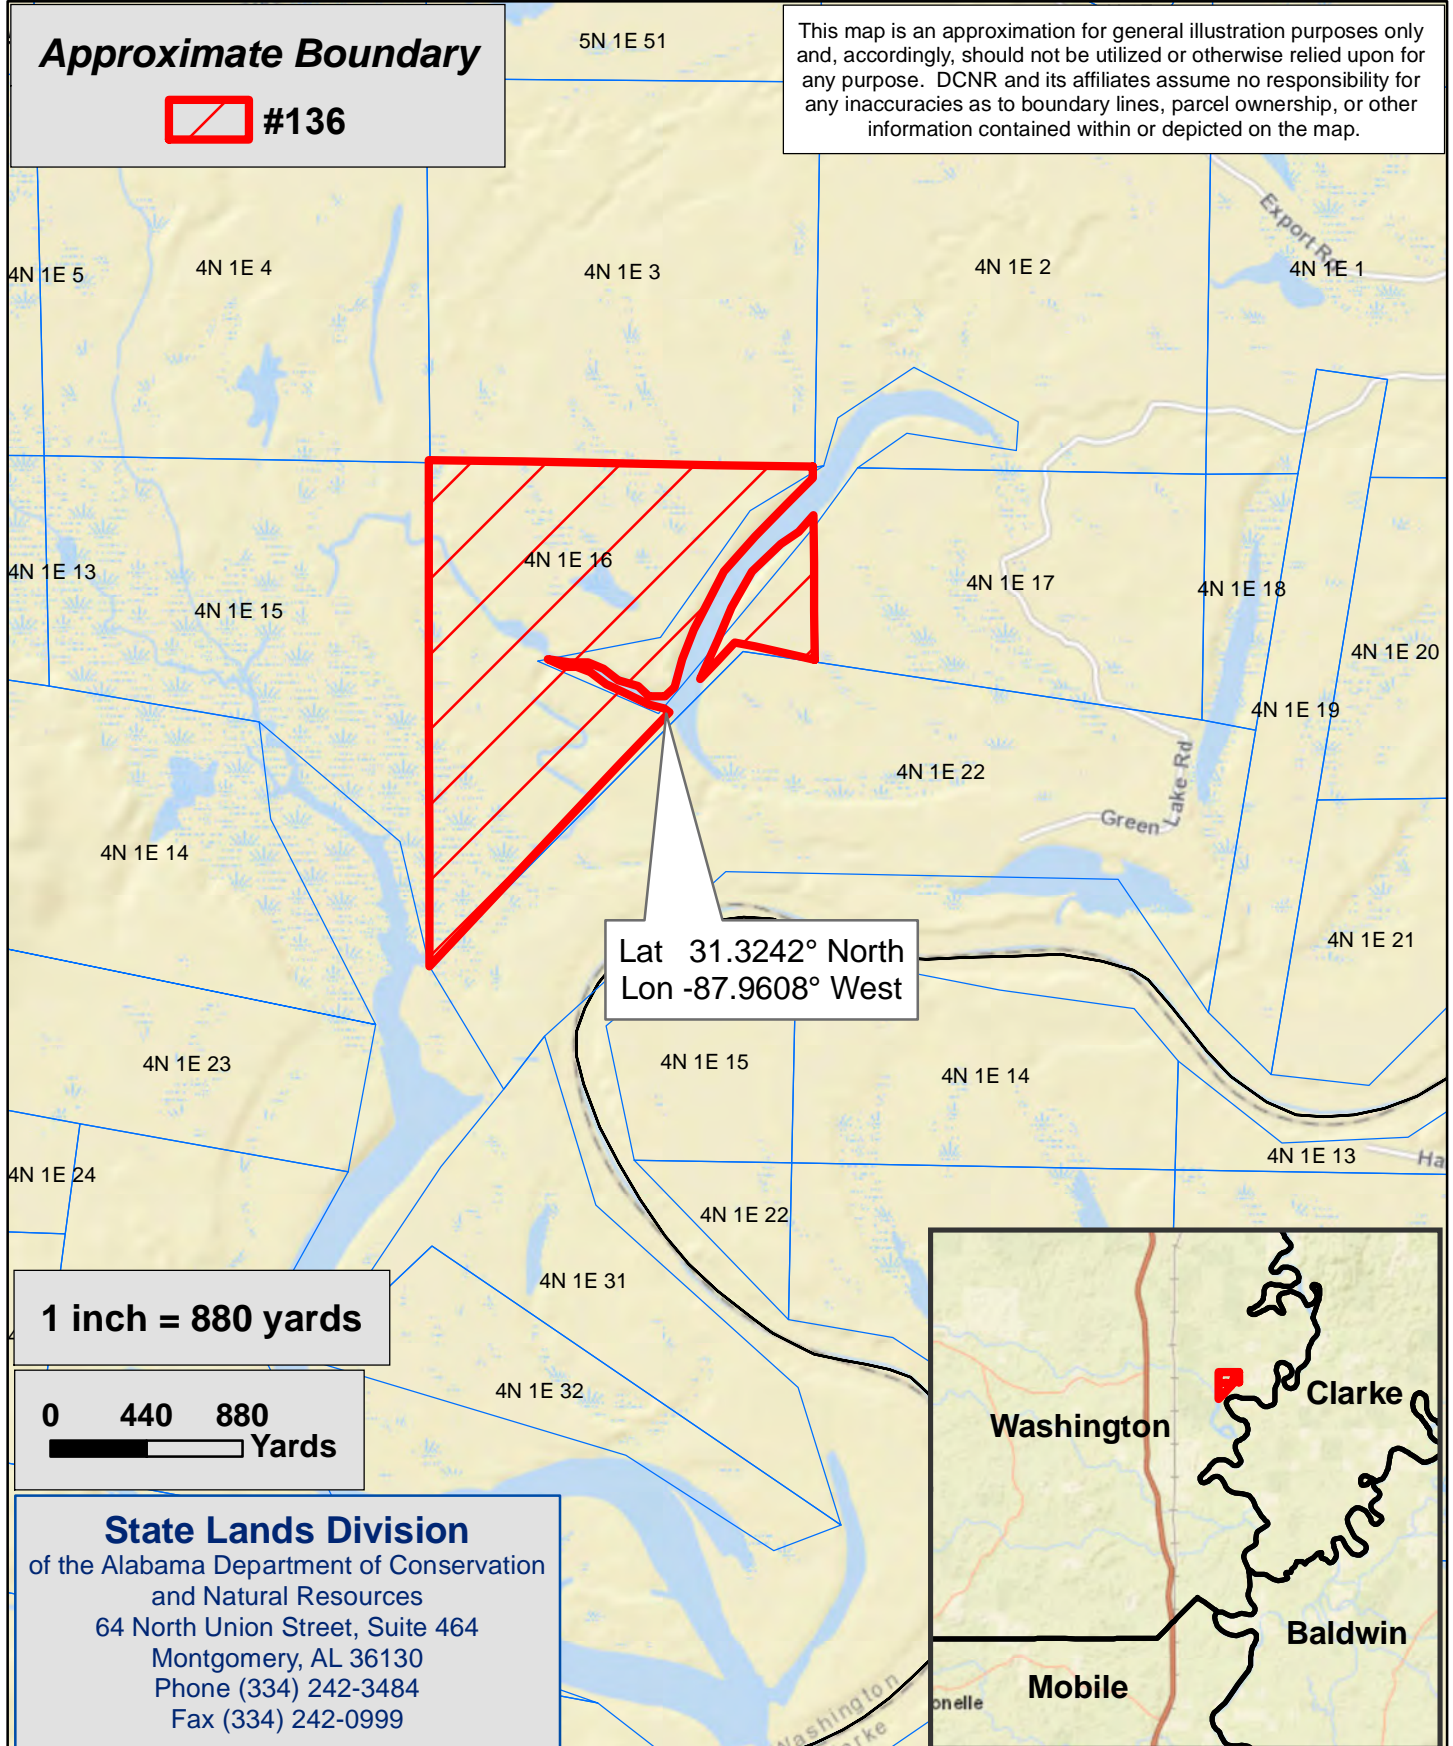 Approximate Boundary
#136
This map is an approximation for general illustration purposes only
and, accordingly, should not be utilized or otherwise relied upon for
any purpose. DCNR and its affiliates assume no responsibility for
any inaccuracies as to boundary lines, parcel ownership, or other
information contained within or depicted on the map.
5N 1E 51
Export Rd
4N 1E 5
4N 1E 4
4N 1E 3
4N 1E 2
4N 1E 1
4N 1E 13
4N 1E 15
4N 1E 16
4N 1E 17
4N 1E 18
4N 1E 20
4N 1E 19
4N 1E 22
Green Lake Rd
4N 1E 14
4N 1E 21
Lat 31.3242° North
Lon -87.9608° West
4N 1E 23
4N 1E 15
4N 1E 14
4N 1E 13
Ha
4N 1E 24
4N 1E 22
4N 1E 31
4N 1E 32
1 inch = 880 yards
0 440 880
Yards
State Lands Division
of the Alabama Department of Conservation
and Natural Resources
64 North Union Street, Suite 464
Montgomery, AL 36130
Phone (334) 242-3484
Fax (334) 242-0999
Washington
arke
Washington
Clarke
Baldwin
Mobile
onelle